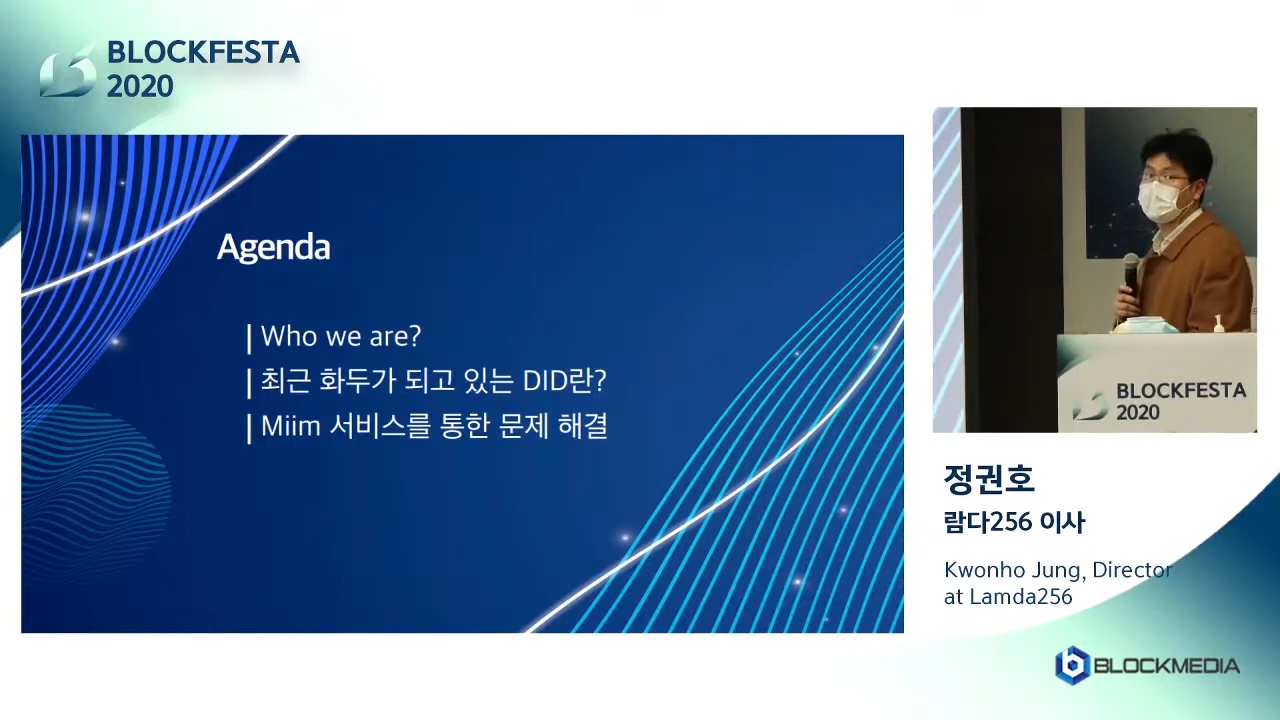 BLOCKFESTA
2020
Agenda
Who we are?
최근 화두가 되고 있는 DID란?
Miim 서비스를 통한 문제 해결
BLOCKFESTA
2020
정권호
람다256 이사
Kwonho Jung, Director
at Lamda256
BLOCKMEDIA